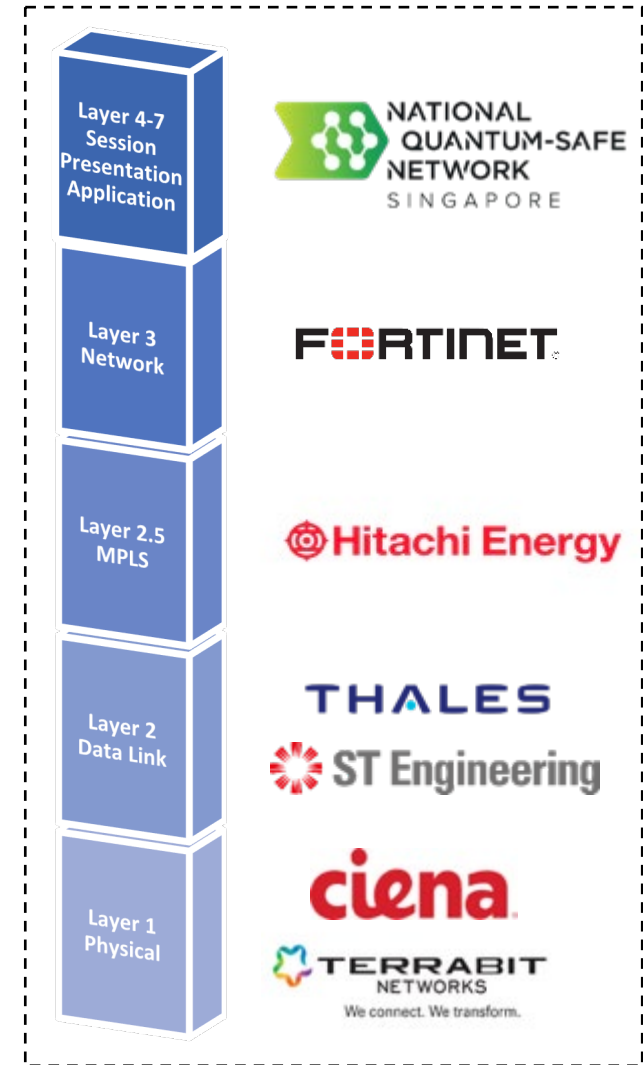 Layer 4-7
Session
Presentation
Application
NATIONAL
QUANTUM-SAFE
NETWORK
SINGAPORE
Layer 3
Network
FORTINET
Layer 2.5
MPLS
Hitachi Energy
Layer 2
Data Link
THALES
ST Engineering
Layer 1
Physical
ciena
TERRABIT
NETWORKS
We connect. We transform.